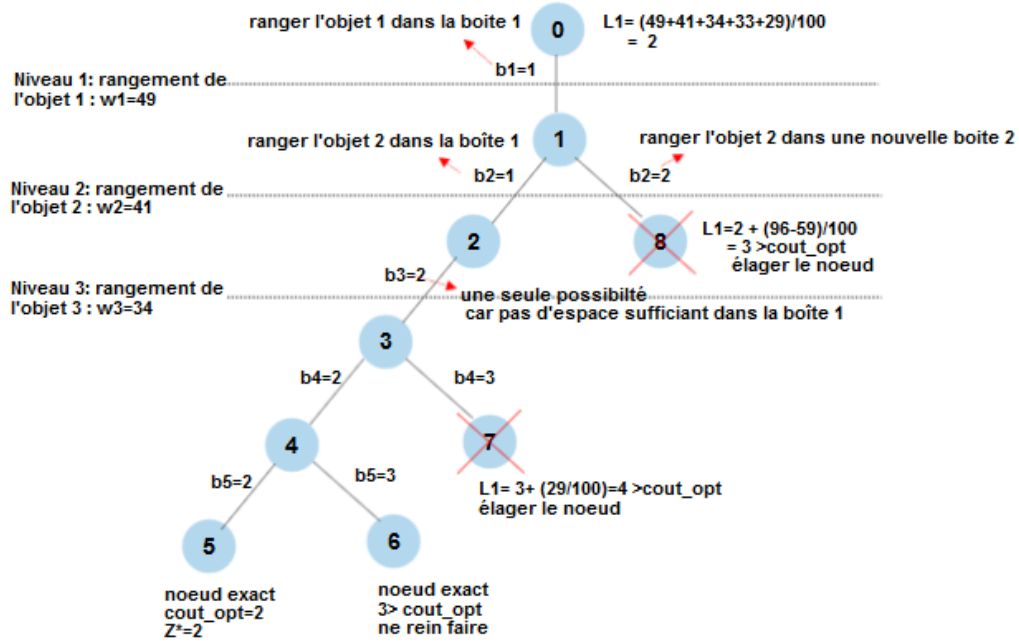 ranger l'objet 1 dans la boite 1
0
L1= (49+41+34+33+29)/100
= 2
b1=1
Niveau 1: rangement de
l'objet 1 : w1=49
1
ranger l'objet 2 dans la boîte 1
ranger l'objet 2 dans une nouvelle boite 2
b2=1
b2=2
Niveau 2: rangement de
l'objet 2 : w2=41
2
8
L1=2 + (96-59)/100
= 3 >cout_opt
élager le noeud
b3=2
Niveau 3: rangement de
l'objet 3 : w3=34
une seule possibilté
car pas d'espace sufficiant dans la boîte 1
3
b4=2
b4=3
4
7
b5=2
b5=3
L1= 3+ (29/100)=4 >cout_opt
élager le noeud
5
6
noeud exact
cout_opt=2
Z*=2
noeud exact
3> cout_opt
ne rein faire